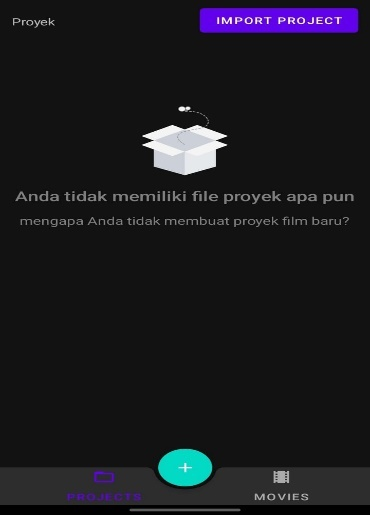 Proyek
IMPORT PROJECT
Anda tidak memiliki file proyek apa pun
mengapa Anda tidak membuat proyek film baru?
PROJECTS
MOVIES